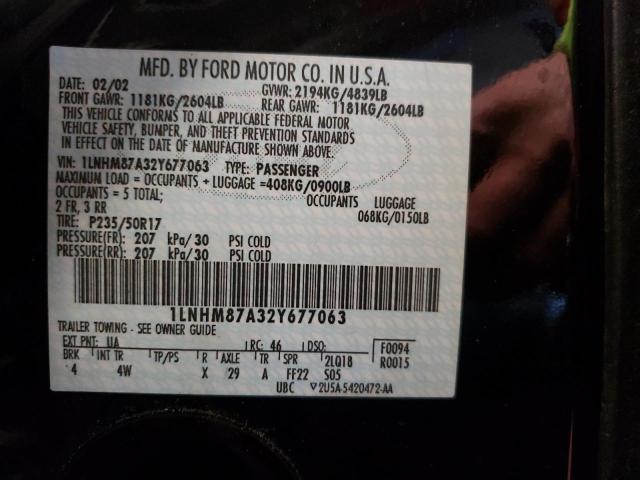 MFD. BY FORD MOTOR CO. IN U.S.A.
DATE: 02/02 GVWR: 2194KG/4839LB
FRONT GAWR: 1181KG/2604LB REAR GAWR: 1181KG/2604LB
THIS VEHICLE CONFORMS TO ALL APPLICABLE FEDERAL MOTOR
VEHICLE SAFETY, BUMPER, AND THEFT PREVENTION STANDARDS
IN EFFECT ON THE DATE OF MANUFACTURE SHOWN ABOVE.
VIN: 1LNHM87A32Y677063 TYPE: PASSENGER
MAXIMUM LOAD = OCCUPANTS + LUGGAGE = 408KG/0900LB
OCCUPANTS = 5 TOTAL; OCCUPANTS LUGGAGE
2 FR, 3 RR 068KG/0150LB
TIRE: P235/50R17
PRESSURE(FR): 207 kPa/30 PSI COLD
PRESSURE(RR): 207 kPa/30 PSI COLD
1LNHM87A32Y677063
TRAILER TOWING - SEE OWNER GUIDE
EXT PNT: UA RC: 46 DSO: F0094
BRK INT TR TP/PS R AXLE TR SPR 2LQ18 R0015
4 4W X 29 A FF22 S05
UBC 2U5A-5420472-AA